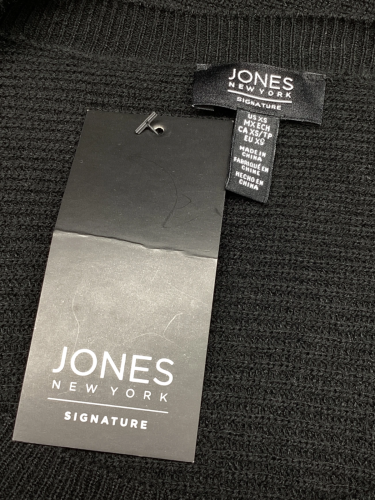 JONES
NEW YORK
SIGNATURE
US XS
MX ECH
CA XS/TP
EU XS
MADE IN
CHINA
FABRIQUÉ EN
CHINE
HECHO EN
CHINA
JONES
NEW YORK
SIGNATURE